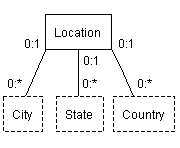 Location
0:1 0:1 0:1
0:* 0:* 0:*
City State Country